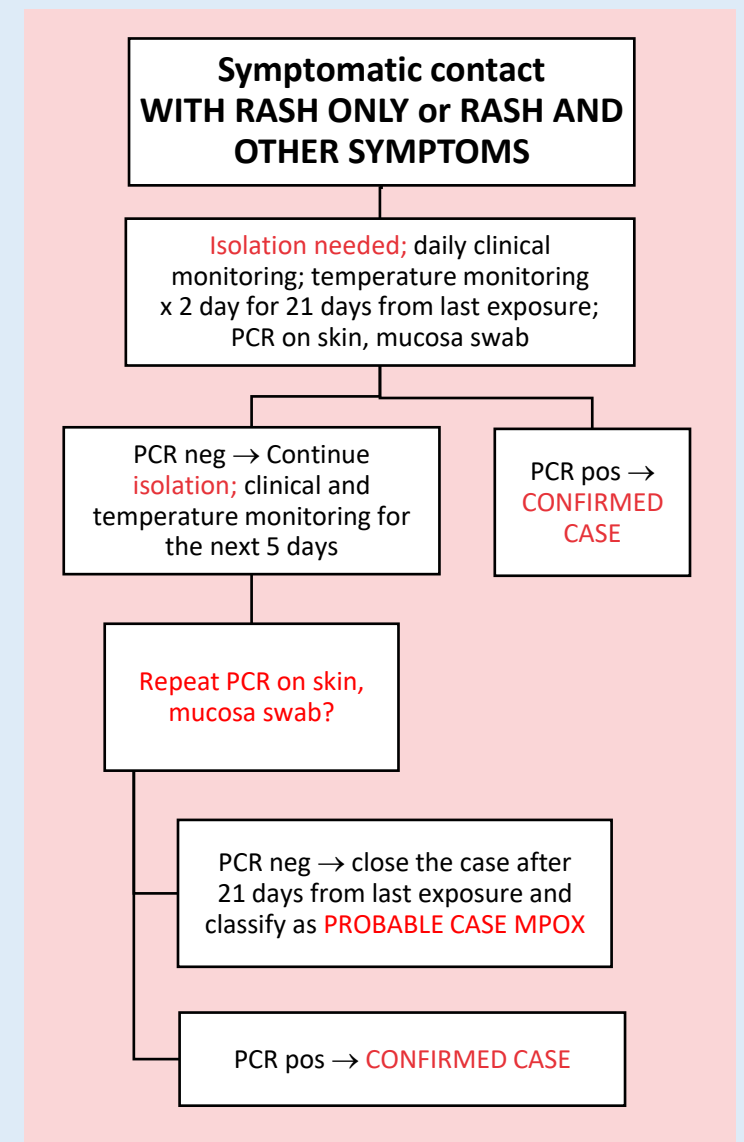 Symptomatic contact
WITH RASH ONLY or RASH AND
OTHER SYMPTOMS
Isolation needed; daily clinical
monitoring; temperature monitoring
x 2 day for 21 days from last exposure;
PCR on skin, mucosa swab
PCR neg → Continue
isolation; clinical and
temperature monitoring for
the next 5 days
PCR pos →
CONFIRMED
CASE
Repeat PCR on skin,
mucosa swab?
PCR neg → close the case after
21 days from last exposure and
classify as PROBABLE CASE MPOX
PCR pos → CONFIRMED CASE